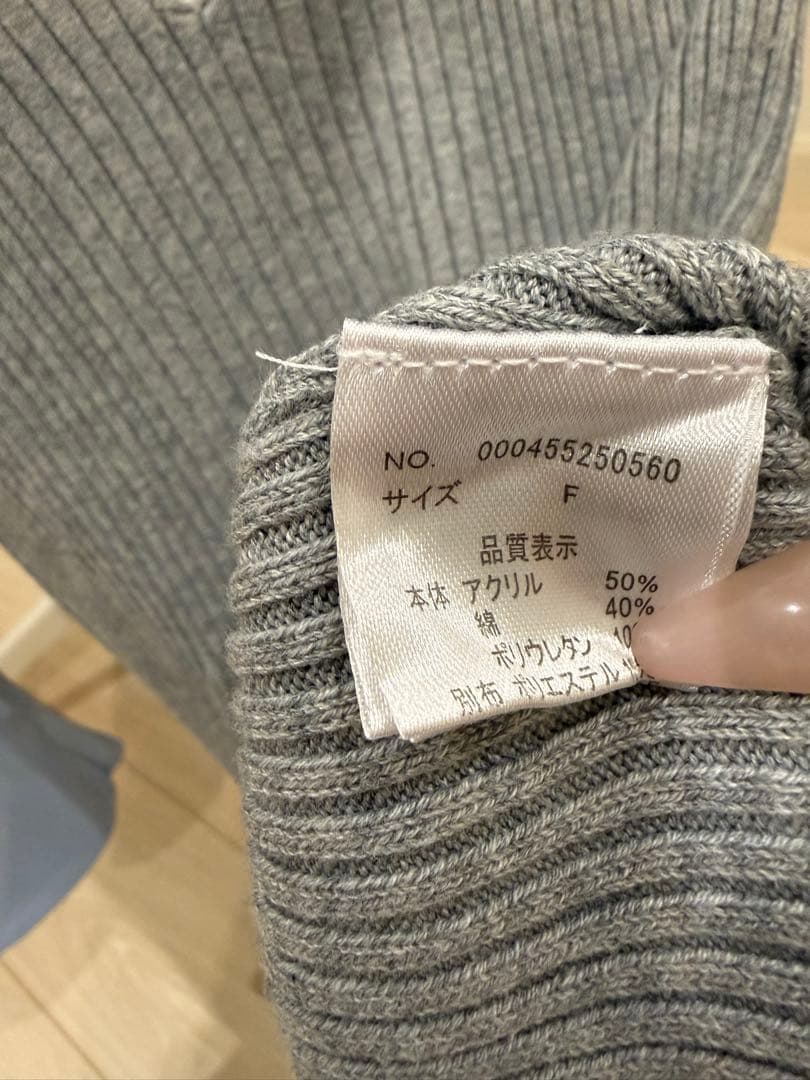 NO. 000455250560
サイズ F
品質表示
本体 アクリル 50%
綿 40%
ポリウレタン
別布 ポリエステル